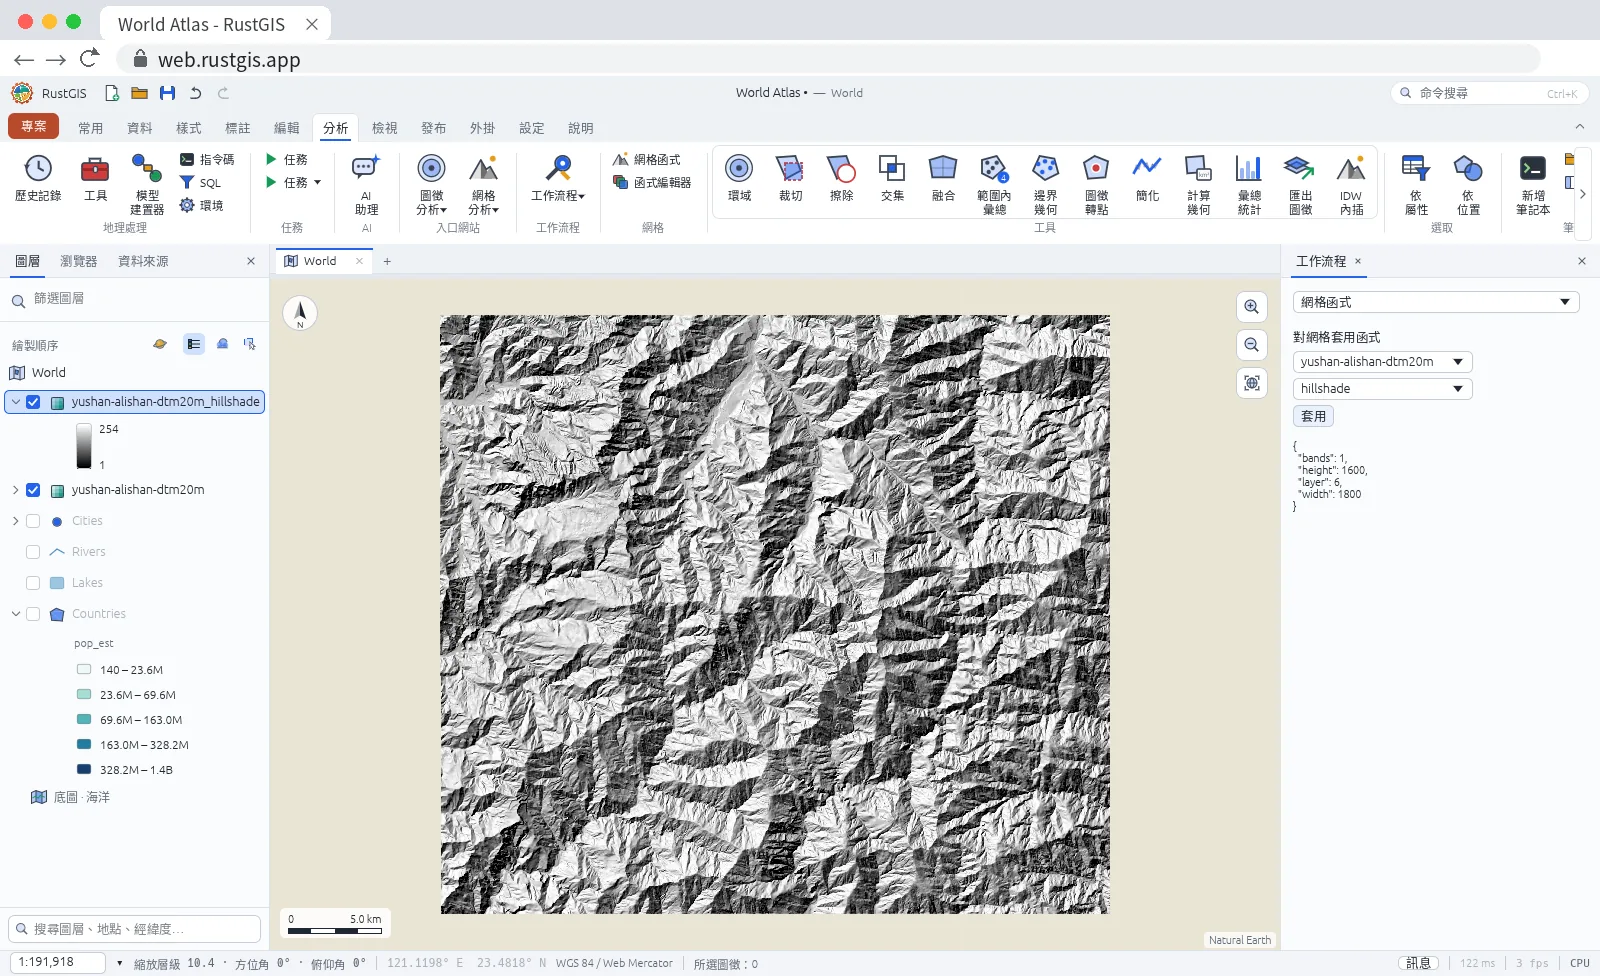 World Atlas - RustGIS
web.rustgis.app
RustGIS
World Atlas • — World
命令搜尋 Ctrl+K
專案 常用 資料 樣式 標註 編輯 分析 檢視 發布 外掛 設定 說明
歷史記錄
工具
模型
建置器
指令碼
SQL
環境
地理處理
任務
任務
任務
AI
助理
AI
圖徵
分析▾
網格
分析▾
入口網站
工作流程▾
工作流程
網格函式
函式編輯器
網格
環域
裁切
擦除
交集
融合
範圍內
彙總
邊界
幾何
圖徵
轉點
簡化
計算
幾何
彙總
統計
匯出
圖徵
IDW
內插
工具
依
屬性
依
位置
選取
新增
筆記本
筆
圖層 瀏覽器 資料來源
篩選圖層
繪製順序
World
yushan-alishan-dtm20m_hillshade
254
1
yushan-alishan-dtm20m
Cities
Rivers
Lakes
Countries
pop_est
140 – 23.6M
23.6M – 69.6M
69.6M – 163.0M
163.0M – 328.2M
328.2M – 1.4B
底圖 · 海洋
搜尋圖層、地點、經緯度…
World
N
0 5.0 km
Natural Earth
工作流程
網格函式
對網格套用函式
yushan-alishan-dtm20m
hillshade
套用
{
"bands": 1,
"height": 1600,
"layer": 6,
"width": 1800
}
1:191,918 縮放層級 10.4 · 方位角 0° · 俯仰角 0° 121.1198° E 23.4818° N WGS 84 / Web Mercator 所選圖徵：0 訊息 122 ms 3 fps CPU